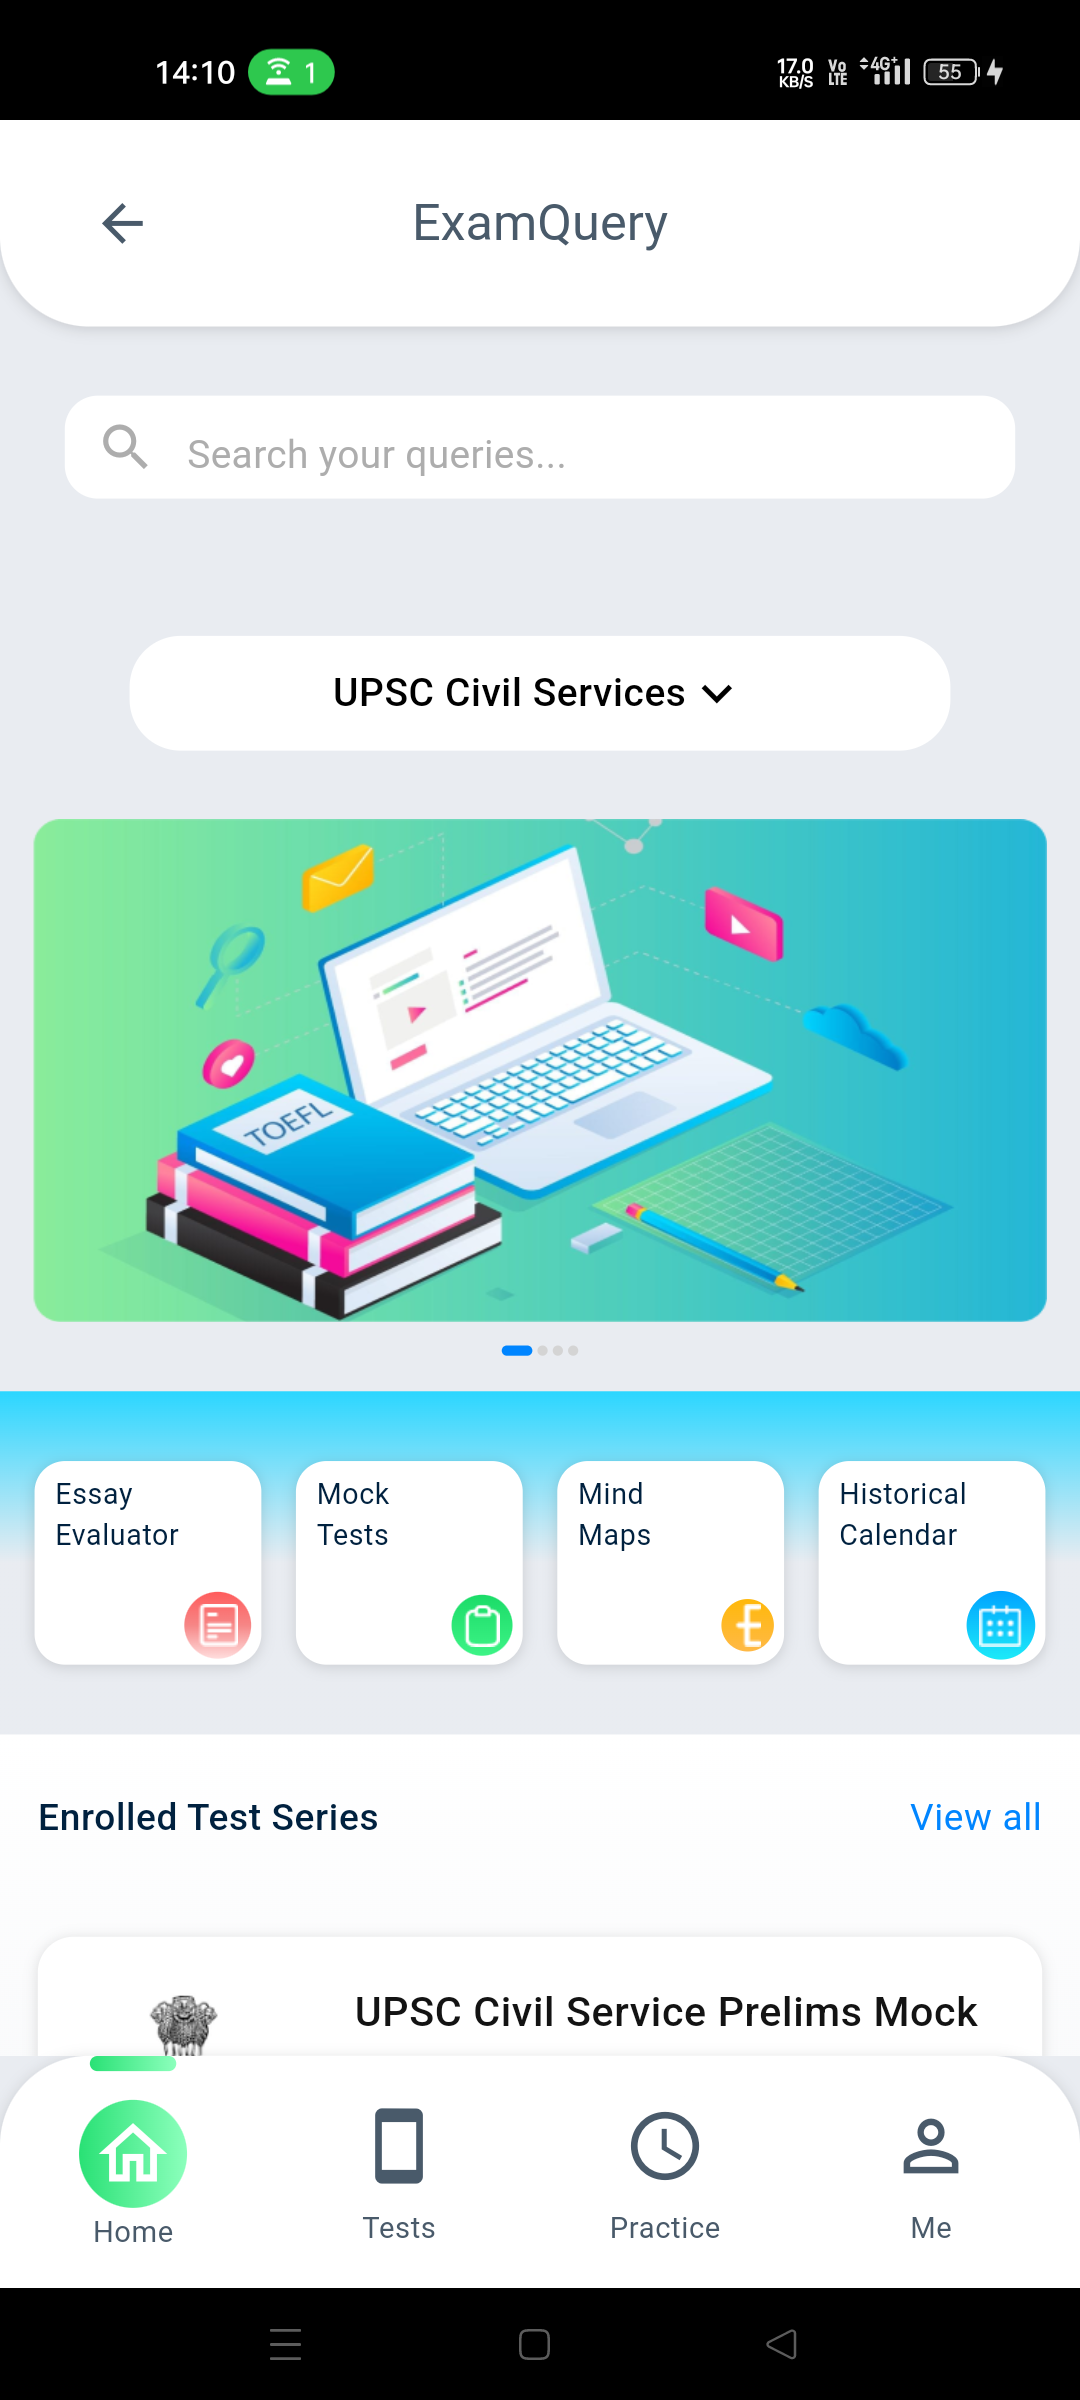 14:10 1 17.0 KB/S Vo LTE 4G+ 55
ExamQuery
Search your queries...
UPSC Civil Services
TOEFL
Essay Evaluator
Mock Tests
Mind Maps
Historical Calendar
Enrolled Test Series View all
UPSC Civil Service Prelims Mock
Home Tests Practice Me